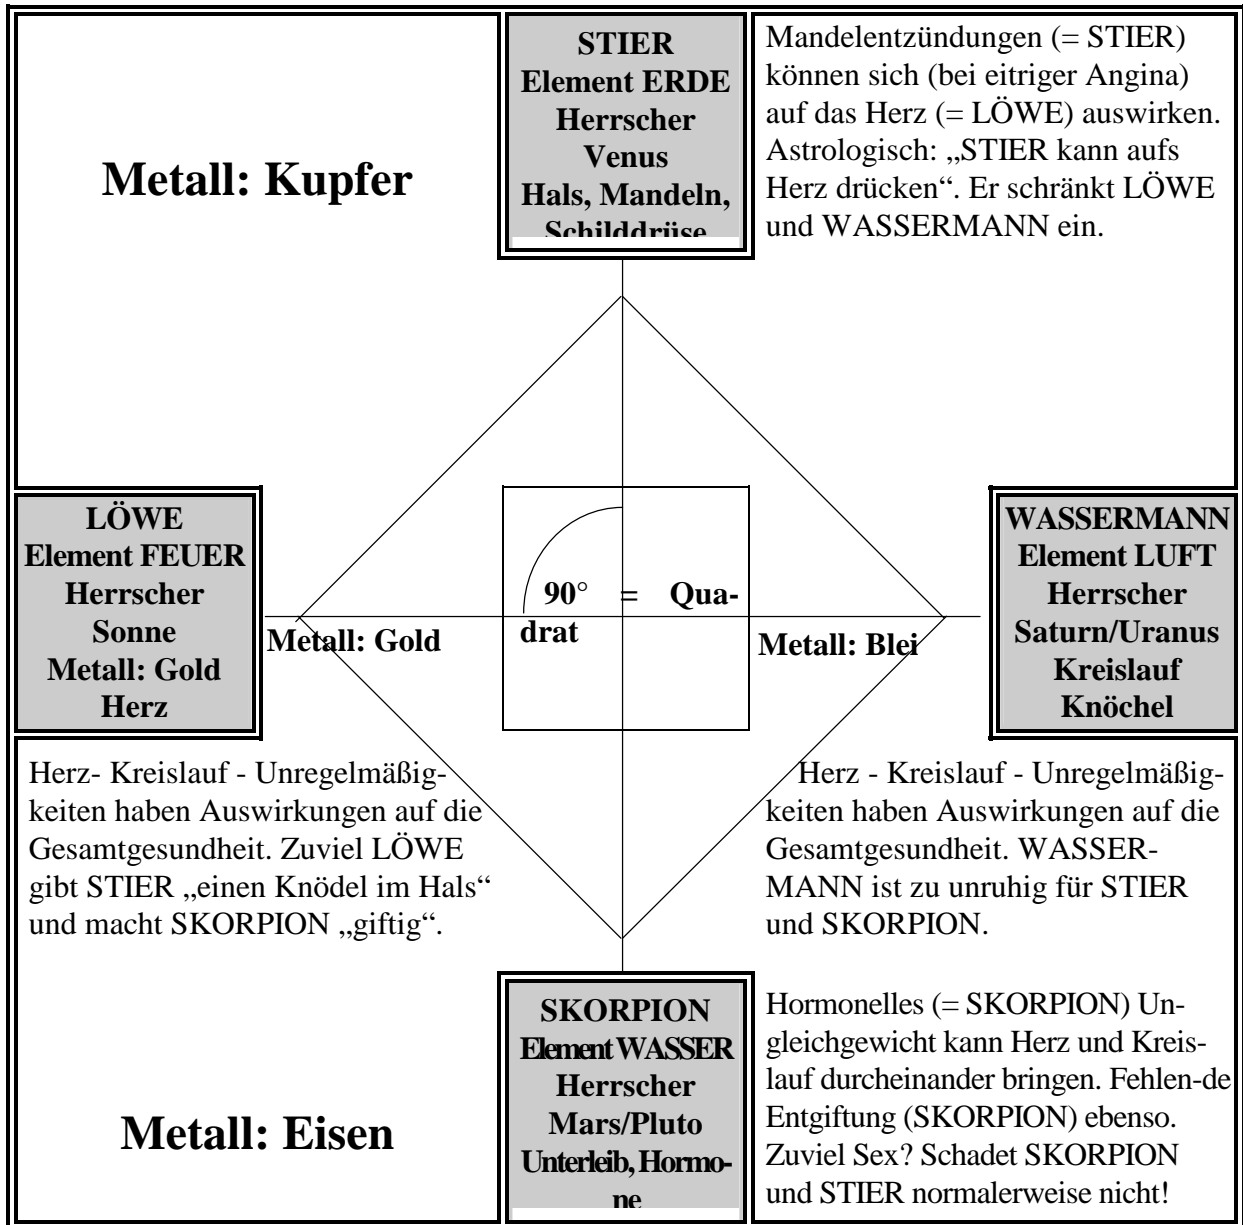 STIER
Element ERDE
Herrscher
Venus
Hals, Mandeln,
Schilddrüse
Metall: Kupfer
Mandelentzündungen (= STIER)
können sich (bei eitriger Angina)
auf das Herz (= LÖWE) auswirken.
Astrologisch: „STIER kann aufs
Herz drücken“. Er schränkt LÖWE
und WASSERMANN ein.
LÖWE
Element FEUER
Herrscher
Sonne
Metall: Gold
Herz
Metall: Gold
90° = Qua-
drat
Metall: Blei
WASSERMANN
Element LUFT
Herrscher
Saturn/Uranus
Kreislauf
Knöchel
Herz- Kreislauf - Unregelmäßig-
keiten haben Auswirkungen auf die
Gesamtgesundheit. Zuviel LÖWE
gibt STIER „einen Knödel im Hals“
und macht SKORPION „giftig“.
Herz - Kreislauf - Unregelmäßig-
keiten haben Auswirkungen auf die
Gesamtgesundheit. WASSER-
MANN ist zu unruhig für STIER
und SKORPION.
Metall: Eisen
SKORPION
Element WASSER
Herrscher
Mars/Pluto
Unterleib, Hormo-
ne
Hormonelles (= SKORPION) Un-
gleichgewicht kann Herz und Kreis-
lauf durcheinander bringen. Fehlen-de
Entgiftung (SKORPION) ebenso.
Zuviel Sex? Schadet SKORPION
und STIER normalerweise nicht!